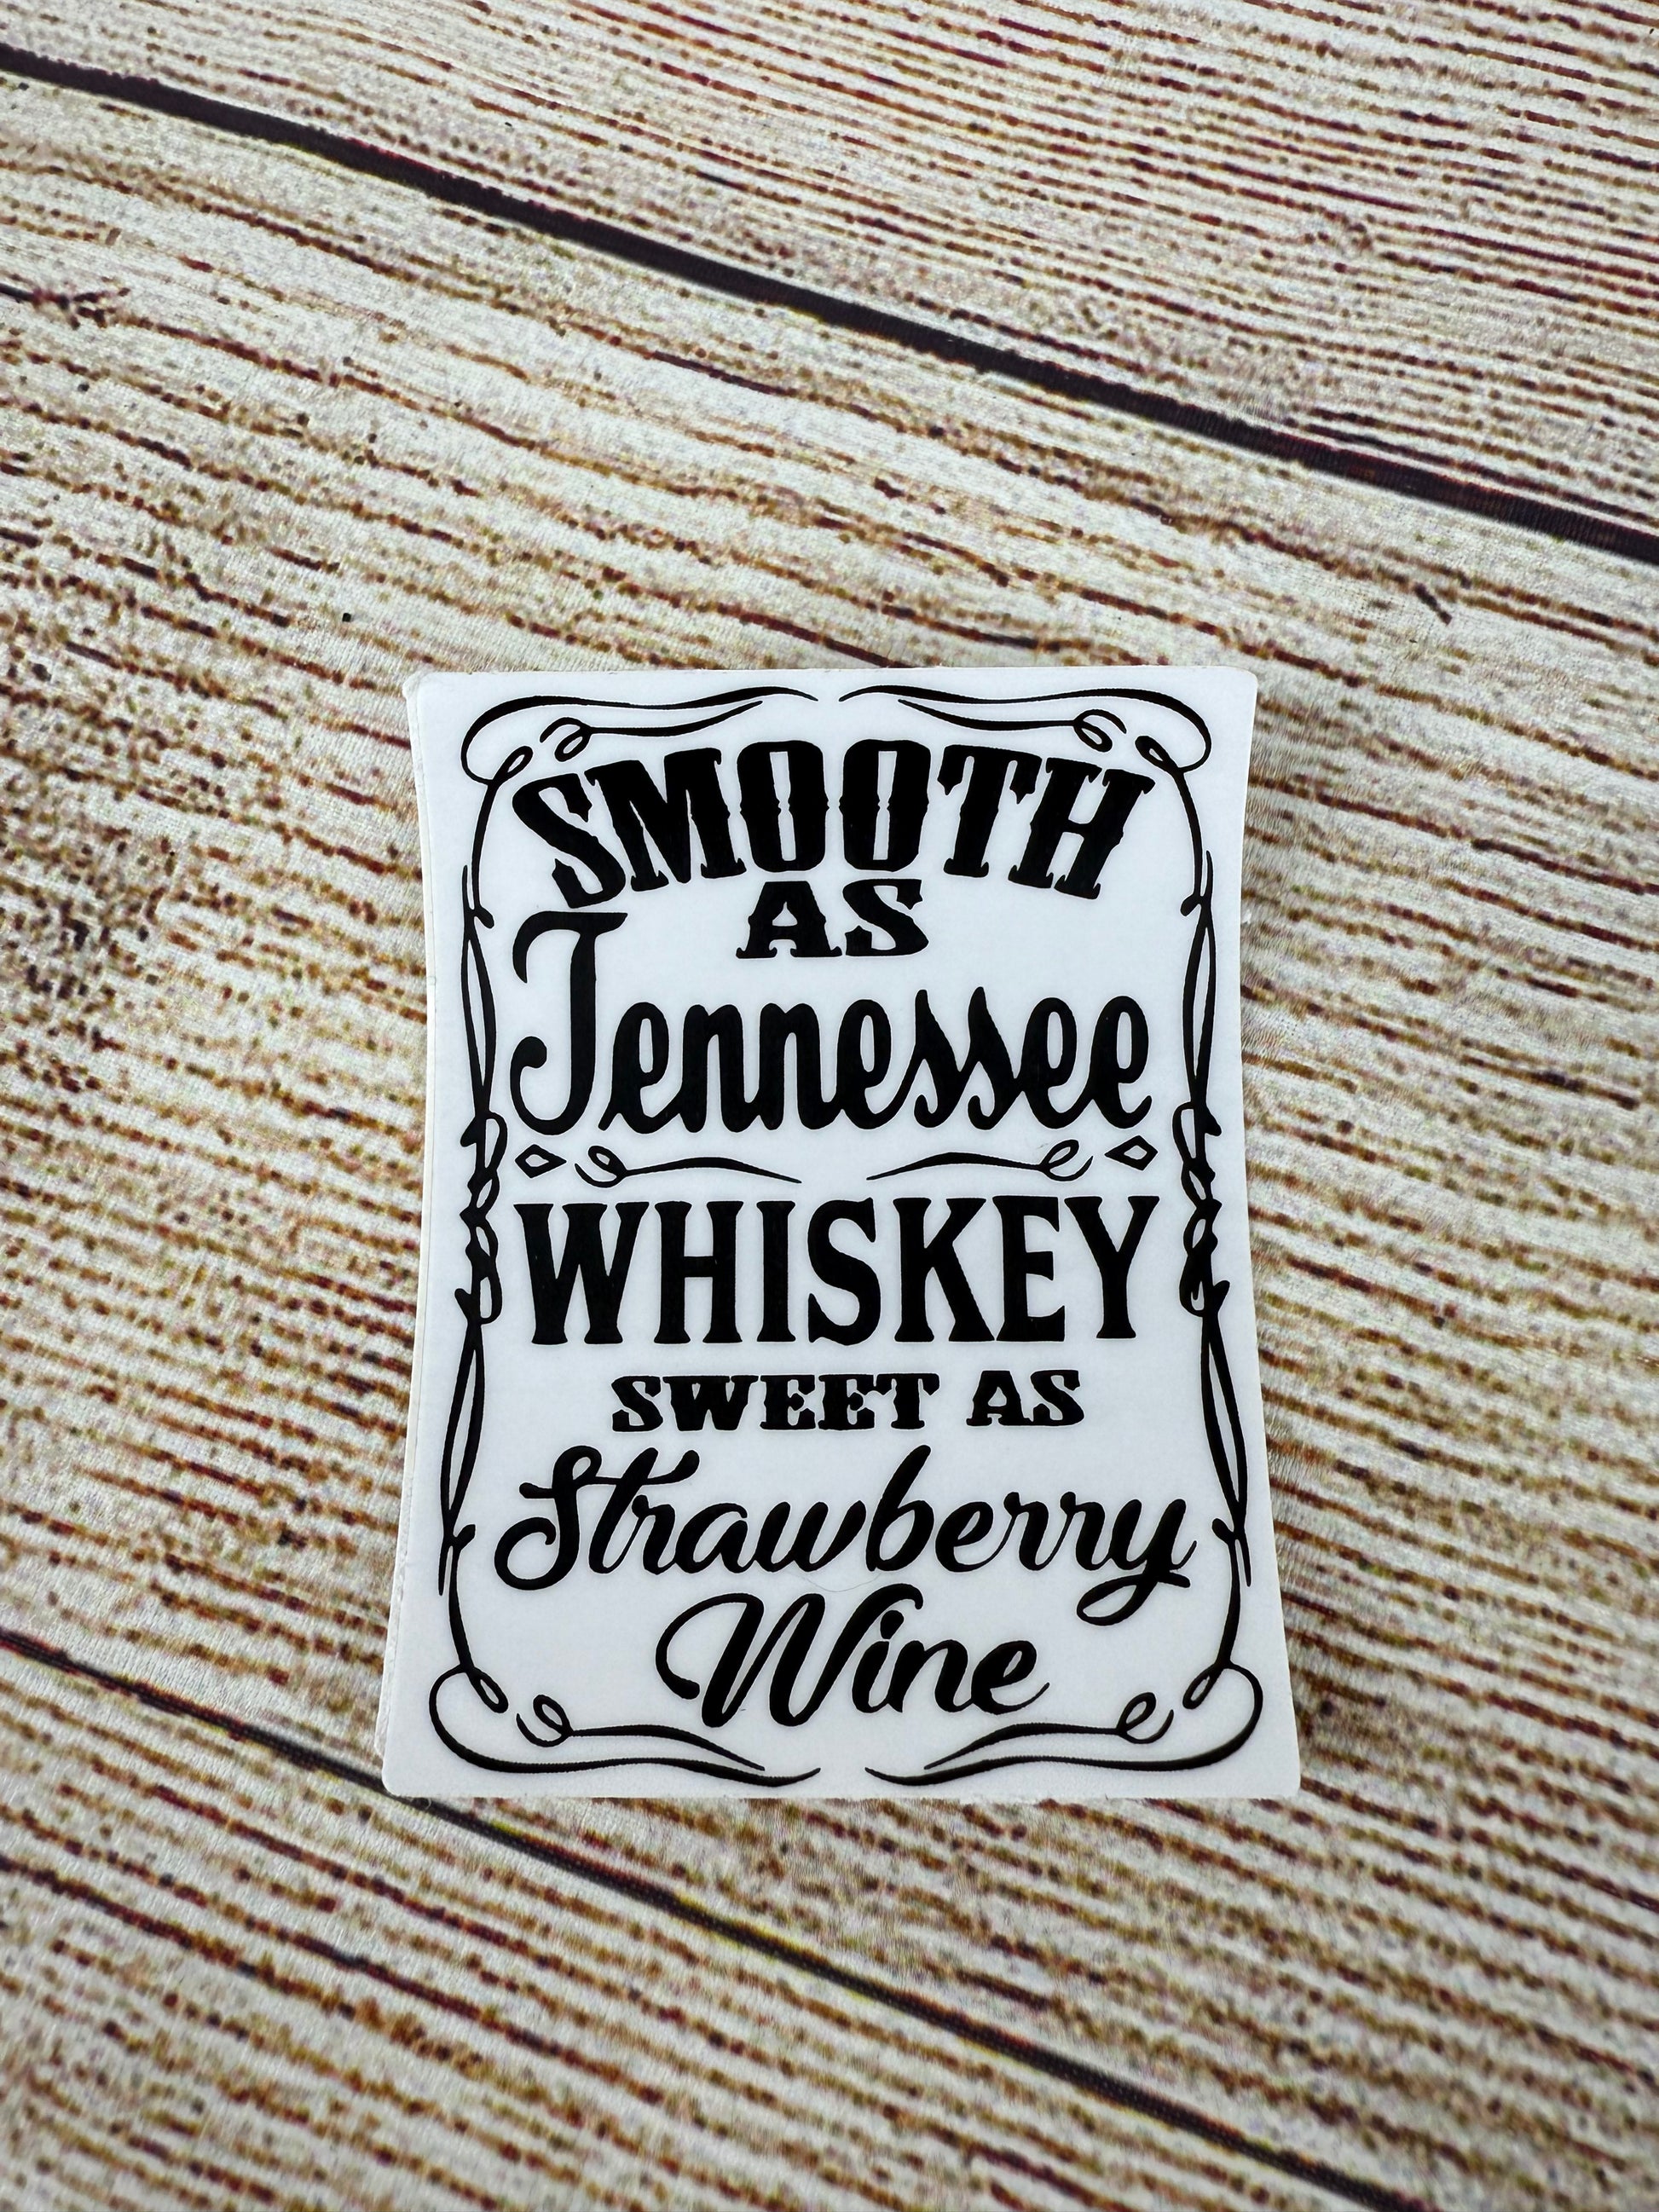 SMOOTH
AS
Tennessee
WHISKEY
SWEET AS
Strawberry
Wine